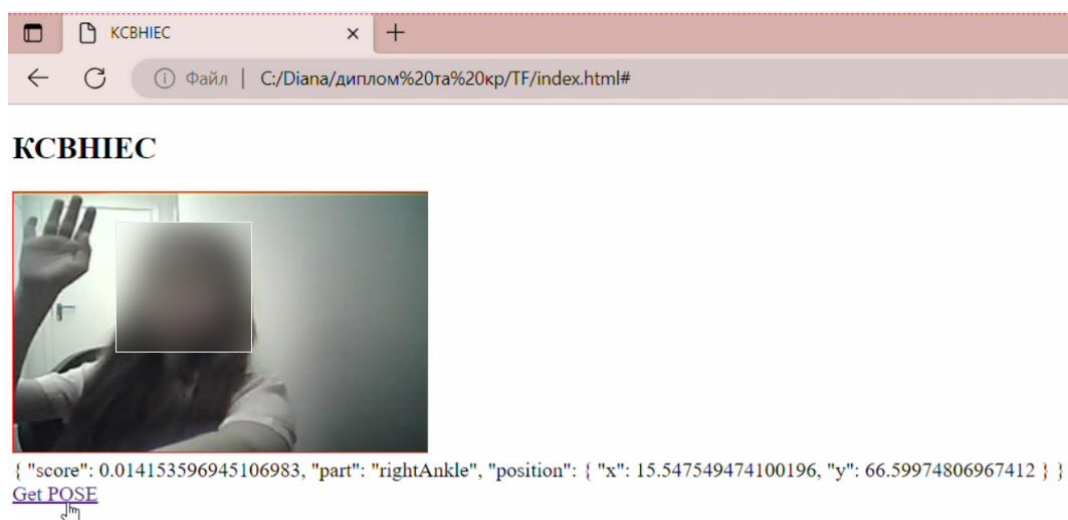 КСВНІЕС
Файл | C:/Diana/диплом%20та%20кр/TF/index.html#
КСВНІЕС
{ "score": 0.014153596945106983, "part": "rightAnkle", "position": { "x": 15.547549474100196, "y": 66.59974806967412 } }
Get POSE